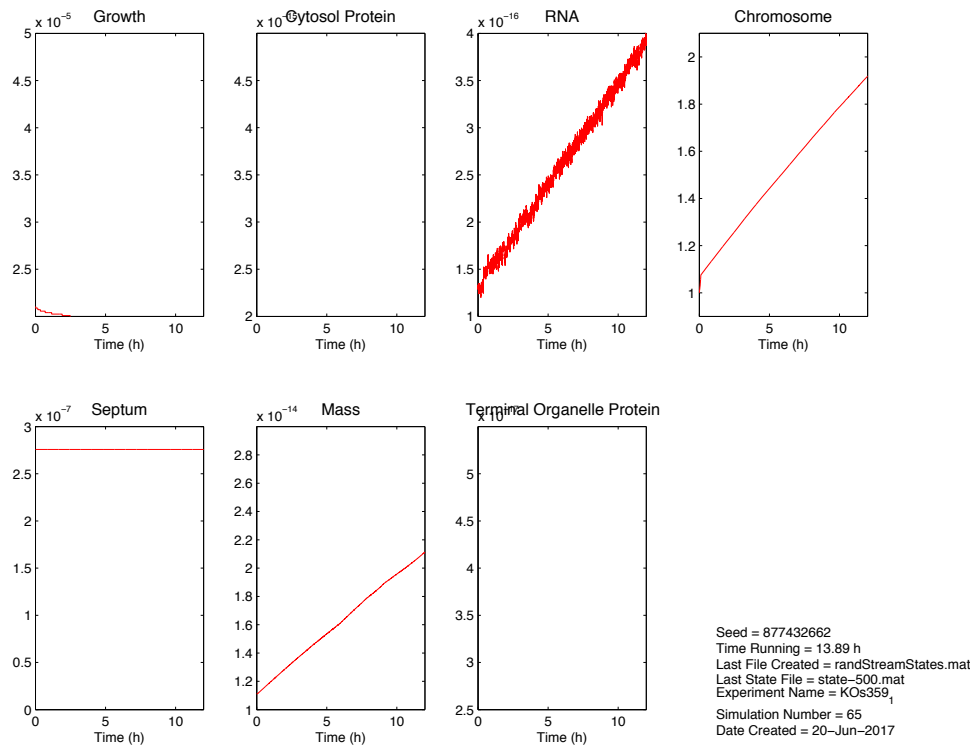 Growth
x 10−5
5
4.5
4
3.5
3
2.5
0 5 10
Time (h)
Cytosol Protein
5
4.5
4
3.5
3
2.5
2
0 5 10
Time (h)
RNA
x 10−16
4
3.5
3
2.5
2
1.5
1
0 5 10
Time (h)
Chromosome
2
1.8
1.6
1.4
1.2
1
0 5 10
Time (h)
Septum
x 10−7
3
2.5
2
1.5
1
0.5
0
0 5 10
Time (h)
Mass
x 10−14
2.8
2.6
2.4
2.2
2
1.8
1.6
1.4
1.2
1
0 5 10
Time (h)
Terminal Organelle Protein
5
4.5
4
3.5
3
2.5
0 5 10
Time (h)
Seed = 877432662
Time Running = 13.89 h
Last File Created = randStreamStates.mat
Last State File = state−500.mat
Experiment Name = KOs359₁
Simulation Number = 65
Date Created = 20−Jun−2017